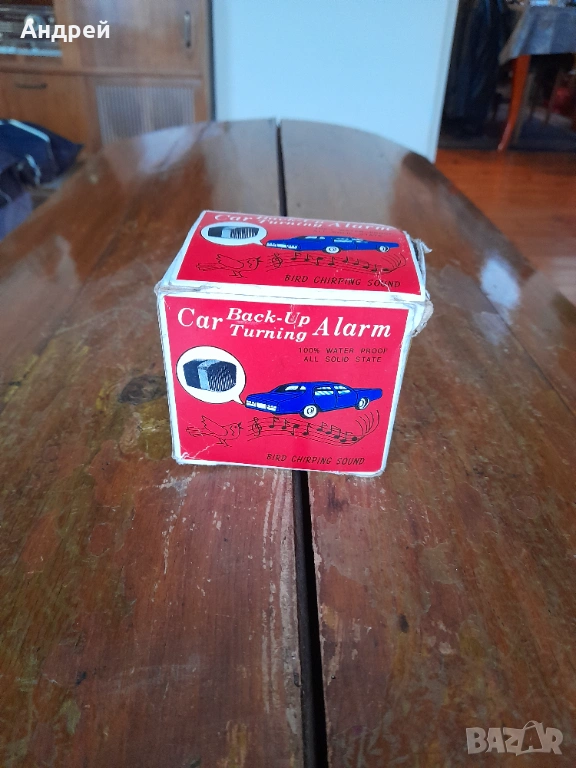 Андрей
Car Back-Up Turning Alarm
BIRD CHIRPING SOUND
Car Back-Up Turning Alarm
100% WATER PROOF
ALL SOLID STATE
BIRD CHIRPING SOUND
BAZAR